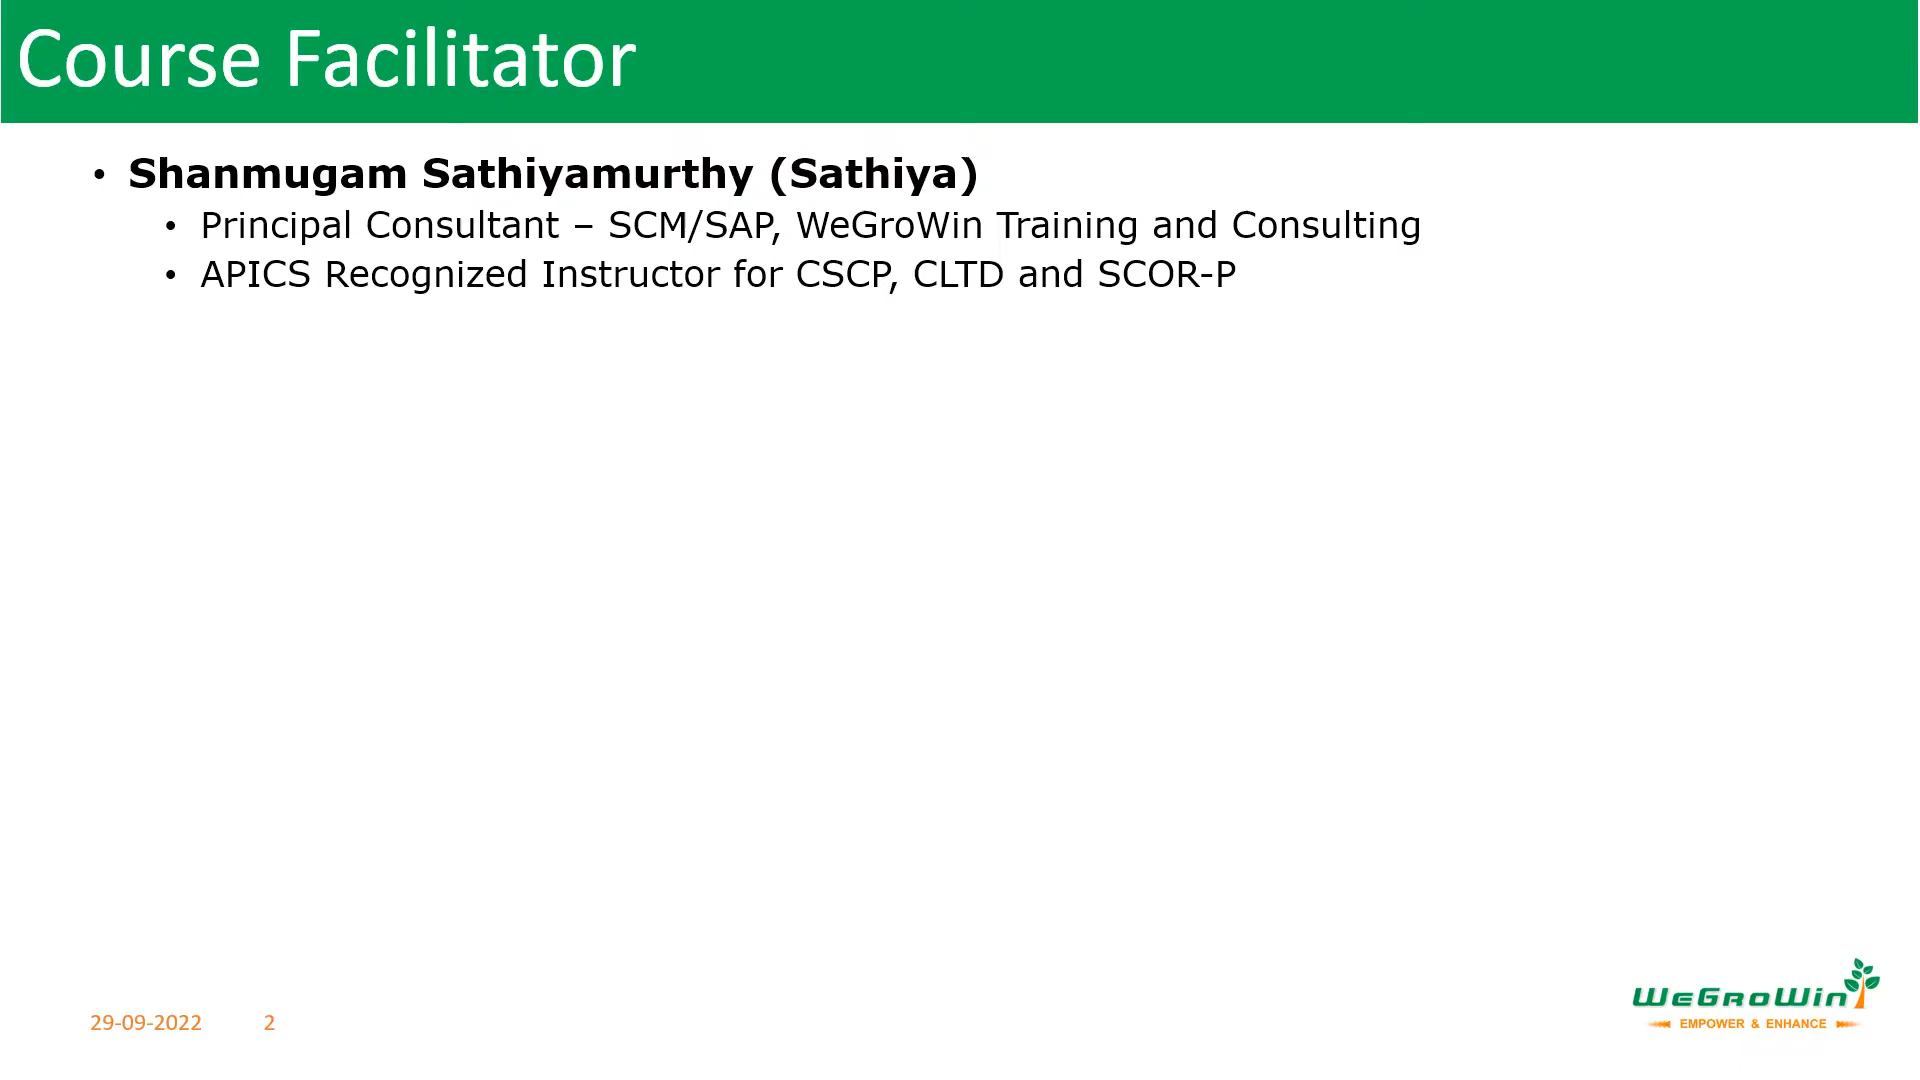 Course Facilitator
• Shanmugam Sathiyamurthy (Sathiya)
• Principal Consultant – SCM/SAP, WeGroWin Training and Consulting
• APICS Recognized Instructor for CSCP, CLTD and SCOR-P
WeGroWin
EMPOWER & ENHANCE
29-09-2022 2